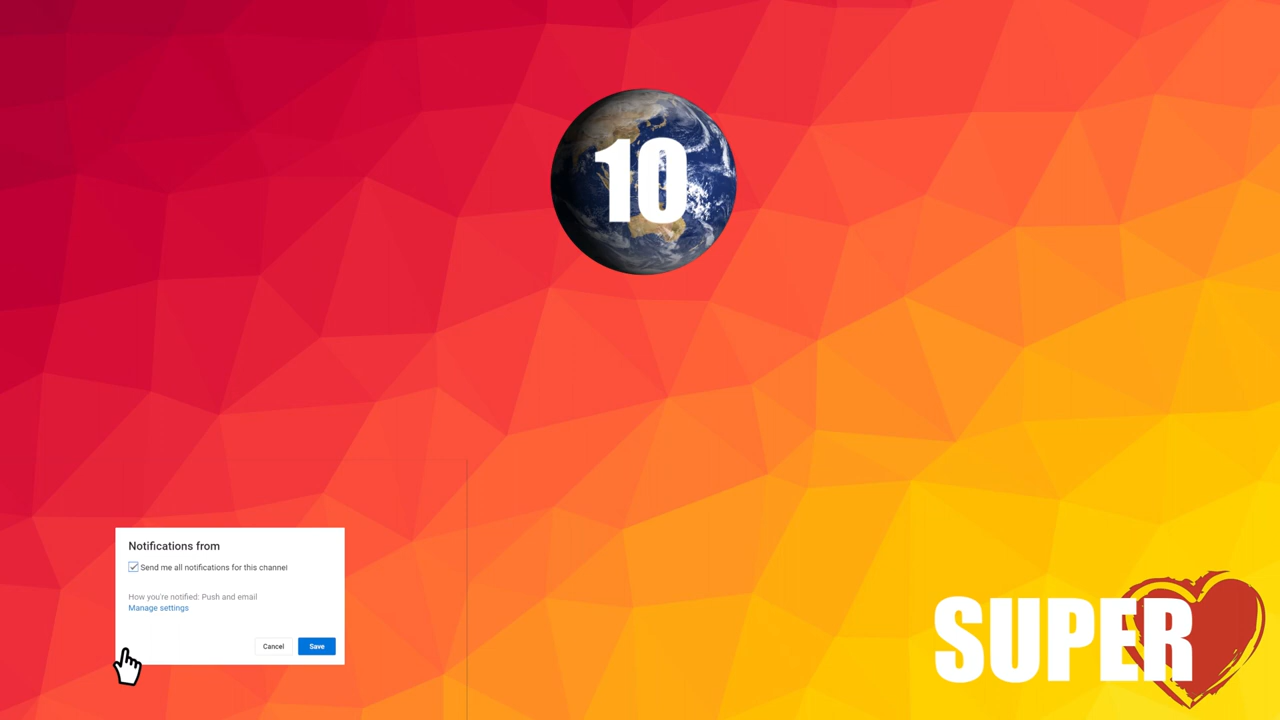 10
Notifications from
Send me all notifications for this channel
How you're notified: Push and email
Manage settings
Cancel
Save
SUPER